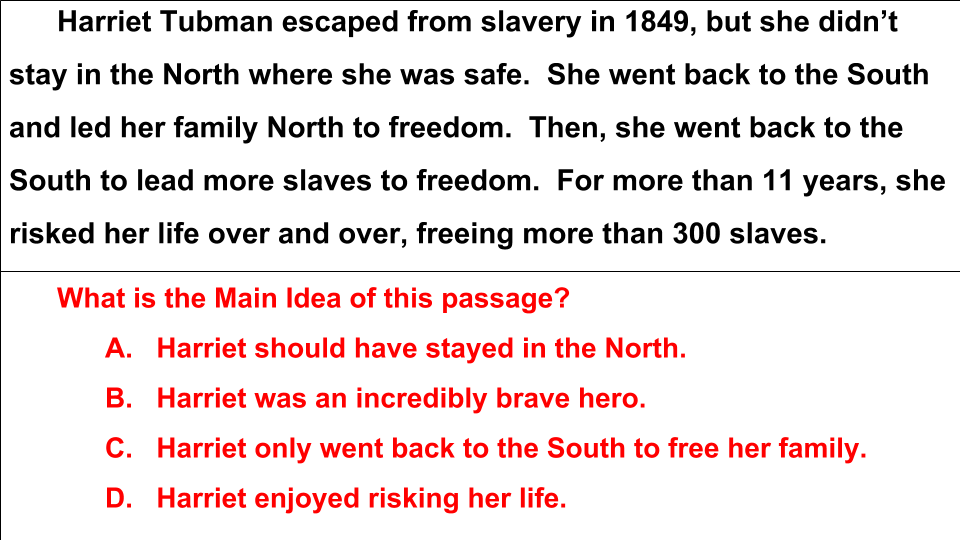 Harriet Tubman escaped from slavery in 1849, but she didn’t
stay in the North where she was safe.  She went back to the South
and led her family North to freedom.  Then, she went back to the
South to lead more slaves to freedom.  For more than 11 years, she
risked her life over and over, freeing more than 300 slaves.
What is the Main Idea of this passage?
A. Harriet should have stayed in the North.
B. Harriet was an incredibly brave hero.
C. Harriet only went back to the South to free her family.
D. Harriet enjoyed risking her life.